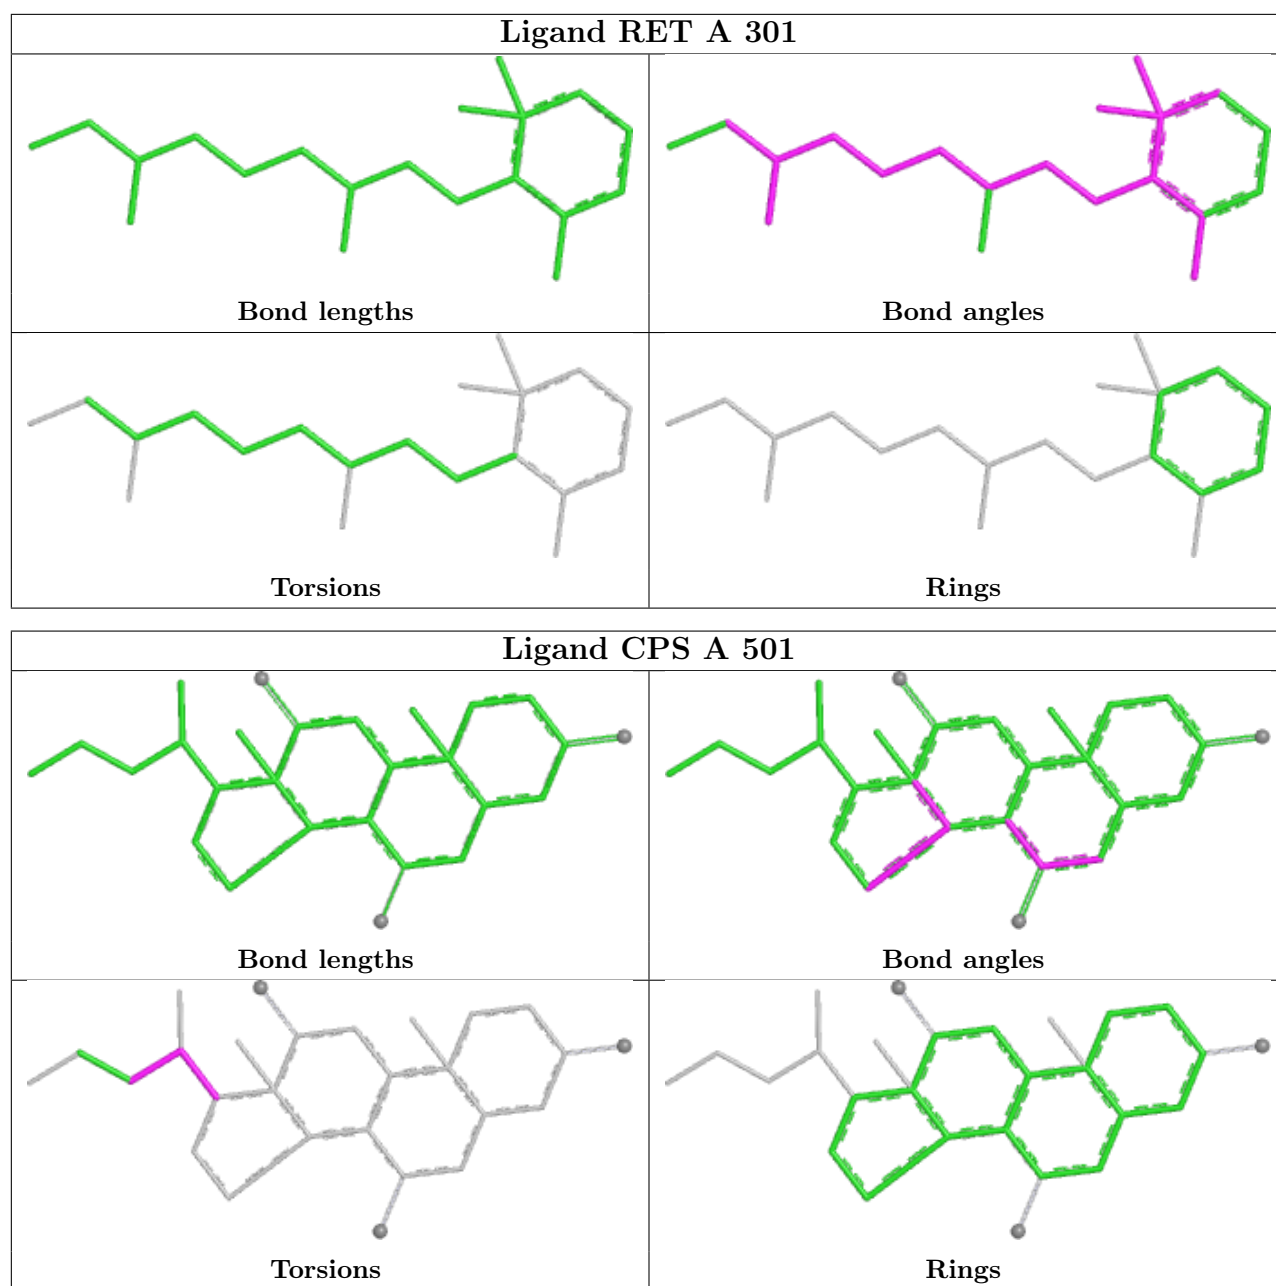 Ligand RET A 301
Bond lengths
Bond angles
Torsions
Rings
Ligand CPS A 501
Bond lengths
Bond angles
Torsions
Rings